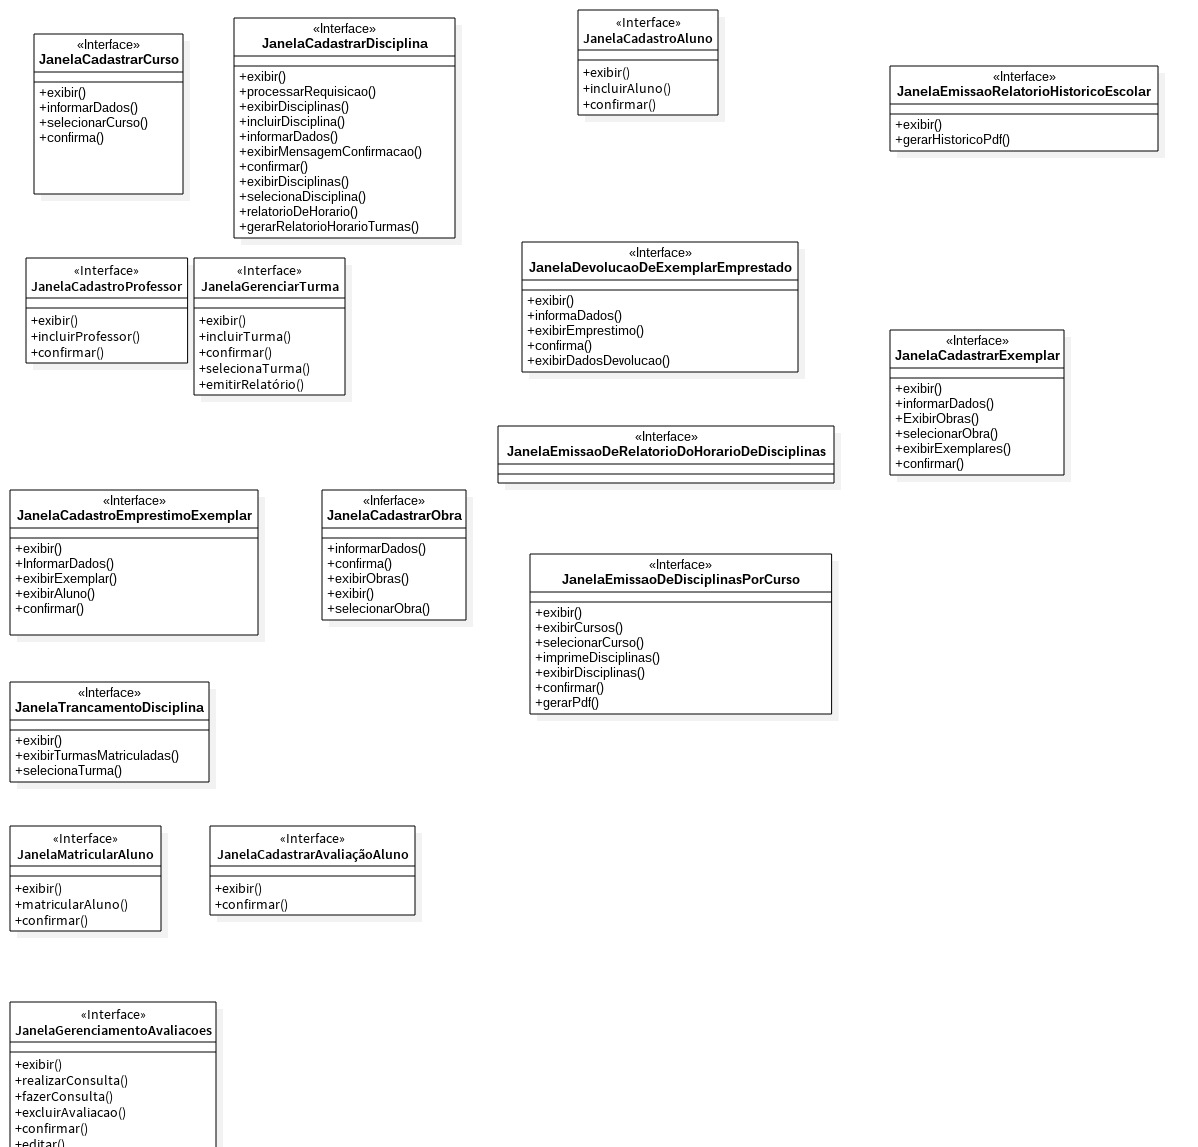 «Interface»
JanelaCadastrarCurso
+exibir()
+informarDados()
+selecionarCurso()
+confirma()
«Interface»
JanelaCadastrarDisciplina
+exibir()
+processarRequisicao()
+exibirDisciplinas()
+incluirDisciplina()
+informarDados()
+exibirMensagemConfirmacao()
+confirmar()
+exibirDisciplinas()
+selecionaDisciplina()
+relatorioDeHorario()
+gerarRelatorioHorarioTurmas()
«Interface»
JanelaCadastroAluno
+exibir()
+incluirAluno()
+confirmar()
«Interface»
JanelaEmissaoRelatorioHistoricoEscolar
+exibir()
+gerarHistoricoPdf()
«Interface»
JanelaCadastroProfessor
+exibir()
+incluirProfessor()
+confirmar()
«Interface»
JanelaGerenciarTurma
+exibir()
+incluirTurma()
+confirmar()
+selecionaTurma()
+emitirRelatório()
«Interface»
JanelaDevolucaoDeExemplarEmprestado
+exibir()
+informaDados()
+exibirEmprestimo()
+confirma()
+exibirDadosDevolucao()
«Interface»
JanelaCadastrarExemplar
+exibir()
+informarDados()
+ExibirObras()
+selecionarObra()
+exibirExemplares()
+confirmar()
«Interface»
JanelaEmissaoDeRelatorioDoHorarioDeDisciplinas
«Interface»
JanelaCadastroEmprestimoExemplar
+exibir()
+InformarDados()
+exibirExemplar()
+exibirAluno()
+confirmar()
«Inferface»
JanelaCadastrarObra
+informarDados()
+confirma()
+exibirObras()
+exibir()
+selecionarObra()
«Interface»
JanelaEmissaoDeDisciplinasPorCurso
+exibir()
+exibirCursos()
+selecionarCurso()
+imprimeDisciplinas()
+exibirDisciplinas()
+confirmar()
+gerarPdf()
«Interface»
JanelaTrancamentoDisciplina
+exibir()
+exibirTurmasMatriculadas()
+selecionaTurma()
«Interface»
JanelaMatricularAluno
+exibir()
+matricularAluno()
+confirmar()
«Interface»
JanelaCadastrarAvaliaçãoAluno
+exibir()
+confirmar()
«Interface»
JanelaGerenciamentoAvaliacoes
+exibir()
+realizarConsulta()
+fazerConsulta()
+excluirAvaliacao()
+confirmar()
+editar()